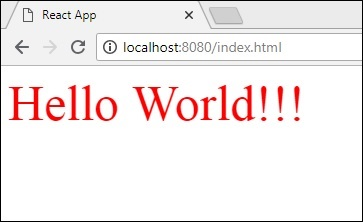 React App
localhost:8080/index.html
Hello World!!!